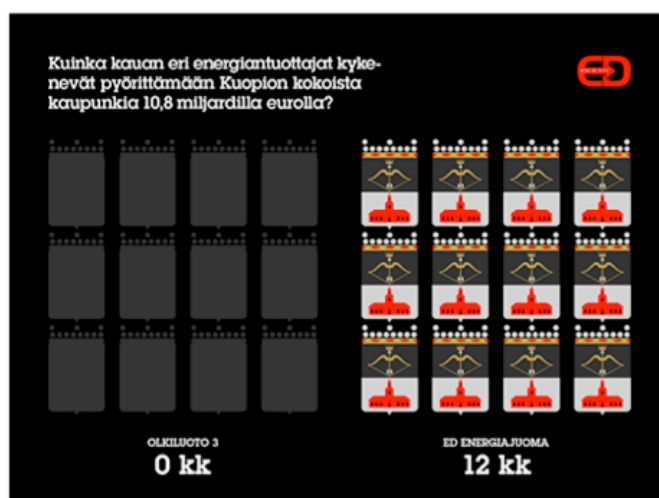 Kuinka kauan eri energiantuottajat kyke-
nevät pyörittämään Kuopion kokoista
kaupunkia 10,8 miljardilla eurolla?
ED
OLKILUOTO 3
0 kk
ED ENERGIAJUOMA
12 kk